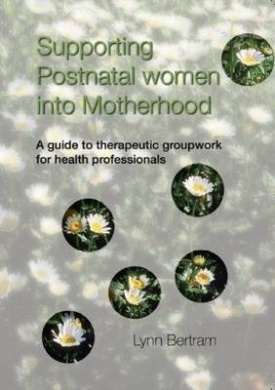 Supporting
Postnatal women
into Motherhood
A guide to therapeutic groupwork
for health professionals
Lynn Bertram